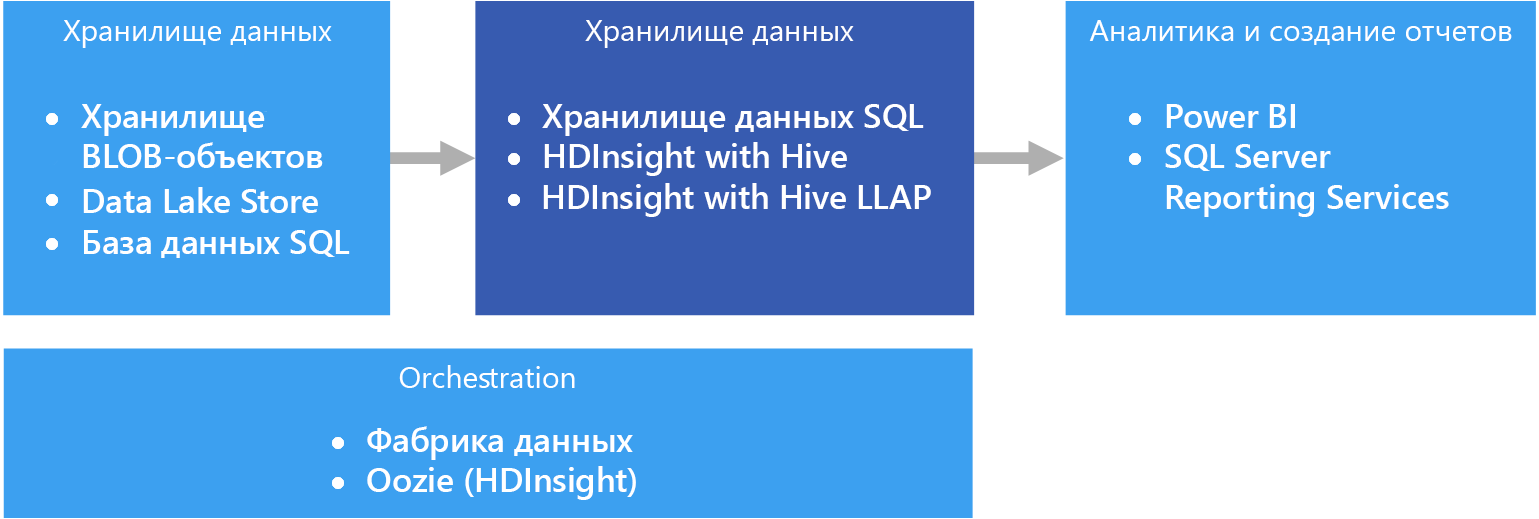 Хранилище данных
• Хранилище
BLOB-объектов
• Data Lake Store
• База данных SQL
Хранилище данных
• Хранилище данных SQL
• HDInsight with Hive
• HDInsight with Hive LLAP
Аналитика и создание отчетов
• Power BI
• SQL Server
Reporting Services
Orchestration
• Фабрика данных
• Oozie (HDInsight)